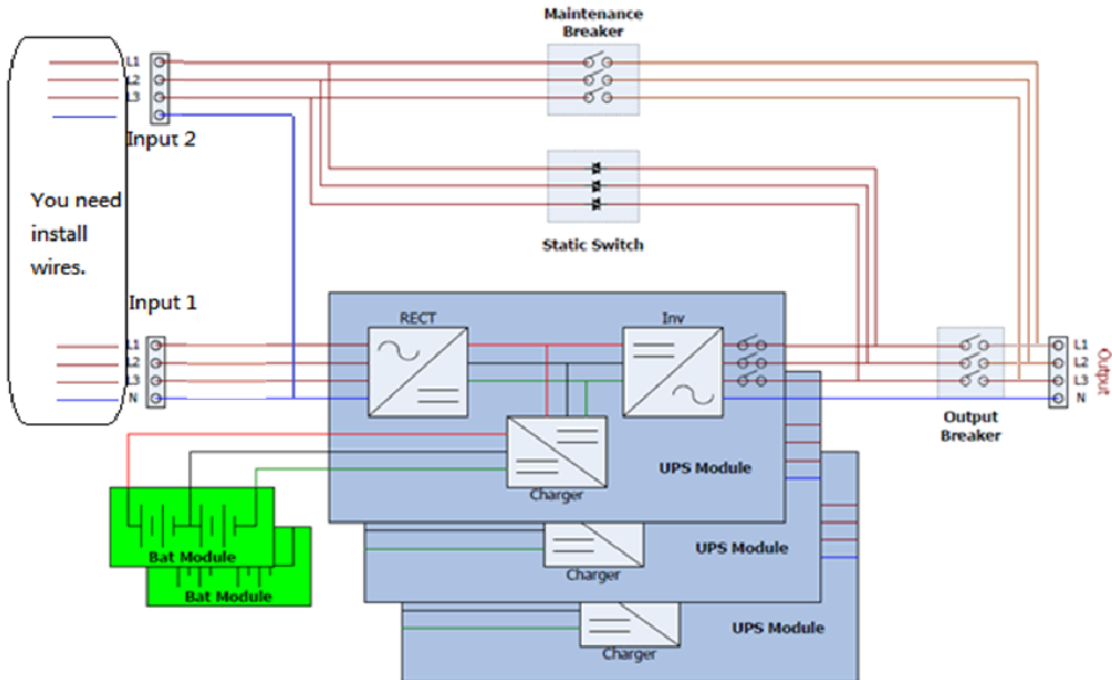 Maintenance
Breaker
L1
L2
L3
Input 2
You need
install
wires.
Static Switch
Input 1
L1
L2
L3
N
RECT
Inv
L1
L2
L3
N
Output
Output
Breaker
Charger
UPS Module
Bat Module
Charger
UPS Module
Bat Module
Charger
UPS Module